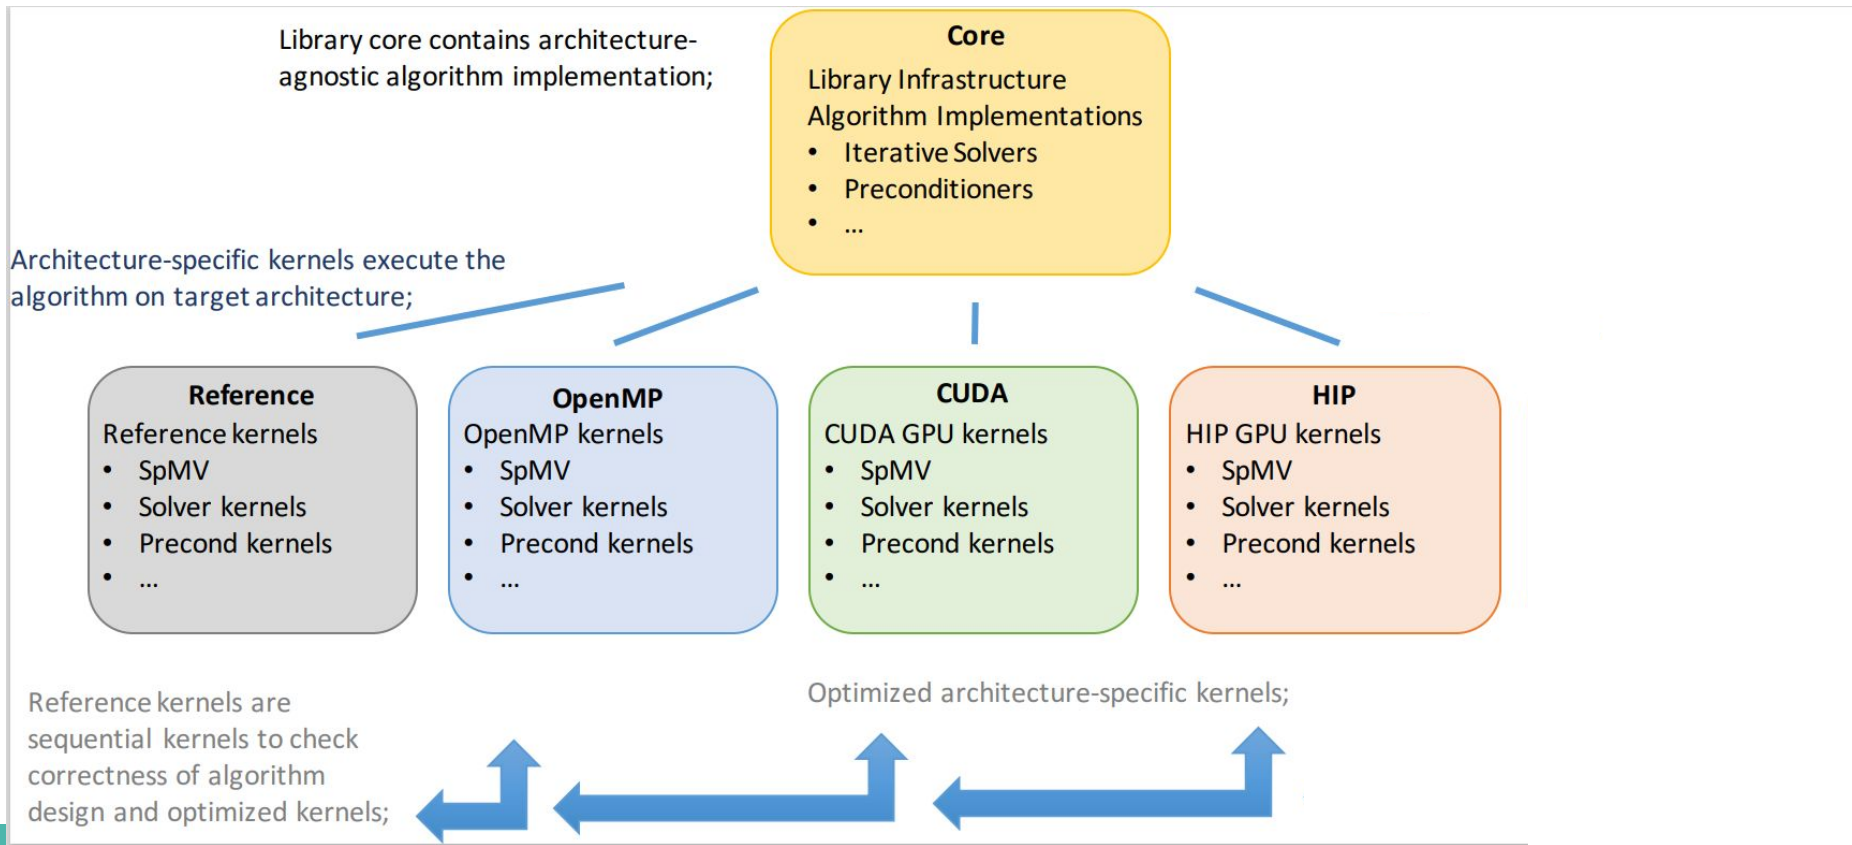 Library core contains architecture-
agnostic algorithm implementation;
Core
Library Infrastructure
Algorithm Implementations
• Iterative Solvers
• Preconditioners
• ...
Architecture-specific kernels execute the
algorithm on target architecture;
Reference
Reference kernels
• SpMV
• Solver kernels
• Precond kernels
• ...
OpenMP
OpenMP kernels
• SpMV
• Solver kernels
• Precond kernels
• ...
CUDA
CUDA GPU kernels
• SpMV
• Solver kernels
• Precond kernels
• ...
HIP
HIP GPU kernels
• SpMV
• Solver kernels
• Precond kernels
• ...
Reference kernels are
sequential kernels to check
correctness of algorithm
design and optimized kernels;
Optimized architecture-specific kernels;